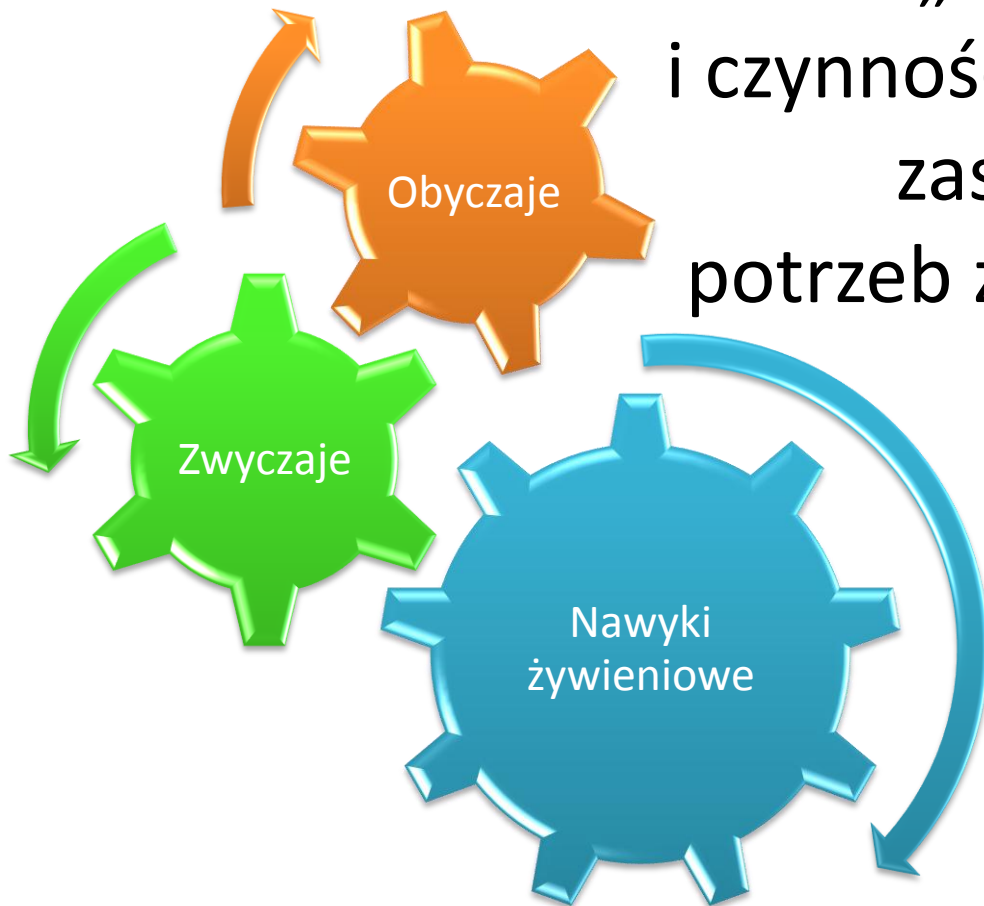 „
i czynnoś
zas
potrzeb z
Obyczaje
Zwyczaje
Nawyki
żywieniowe